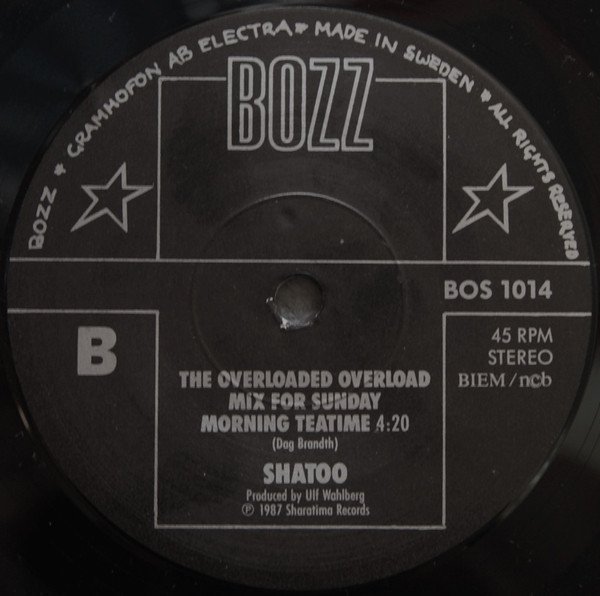 BOZZ ★ GRAMMOFON AB ELECTRA ★ MADE IN SWEDEN ★ ALL RIGHTS RESERVED
BOZZ
BOS 1014
B
45 RPM
STEREO
BIEM/ncb
THE OVERLOADED OVERLOAD
MIX FOR SUNDAY
MORNING TEATIME 4:20
(Dag Brandth)
SHATOO
Produced by Ulf Wahlberg
℗ 1987 Sharatima Records